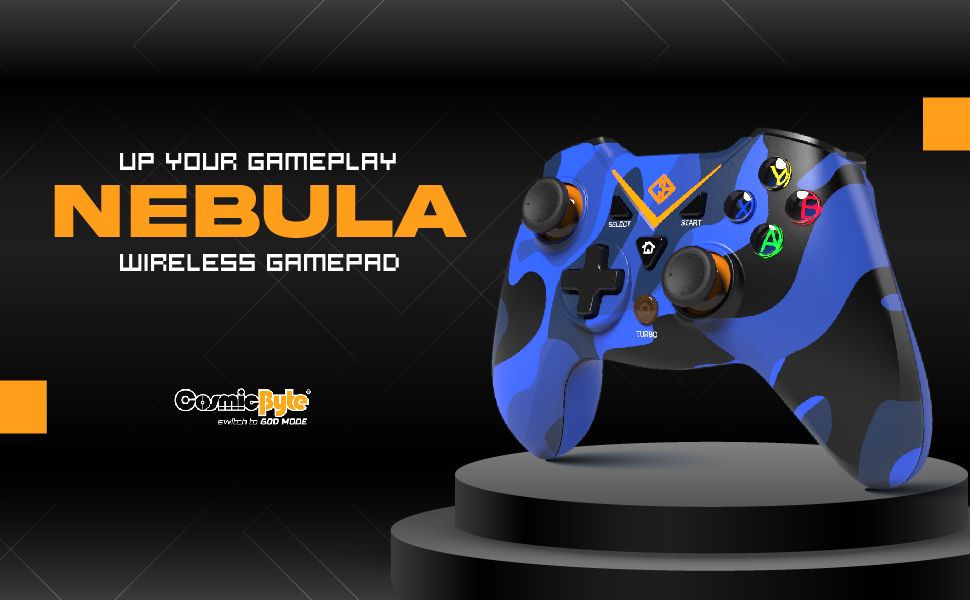 UP YOUR GAMEPLAY
NEBULA
WIRELESS GAMEPAD
CosmicByte®
switch to GOD MODE
SELECT
START
TURBO
Y
X
B
A